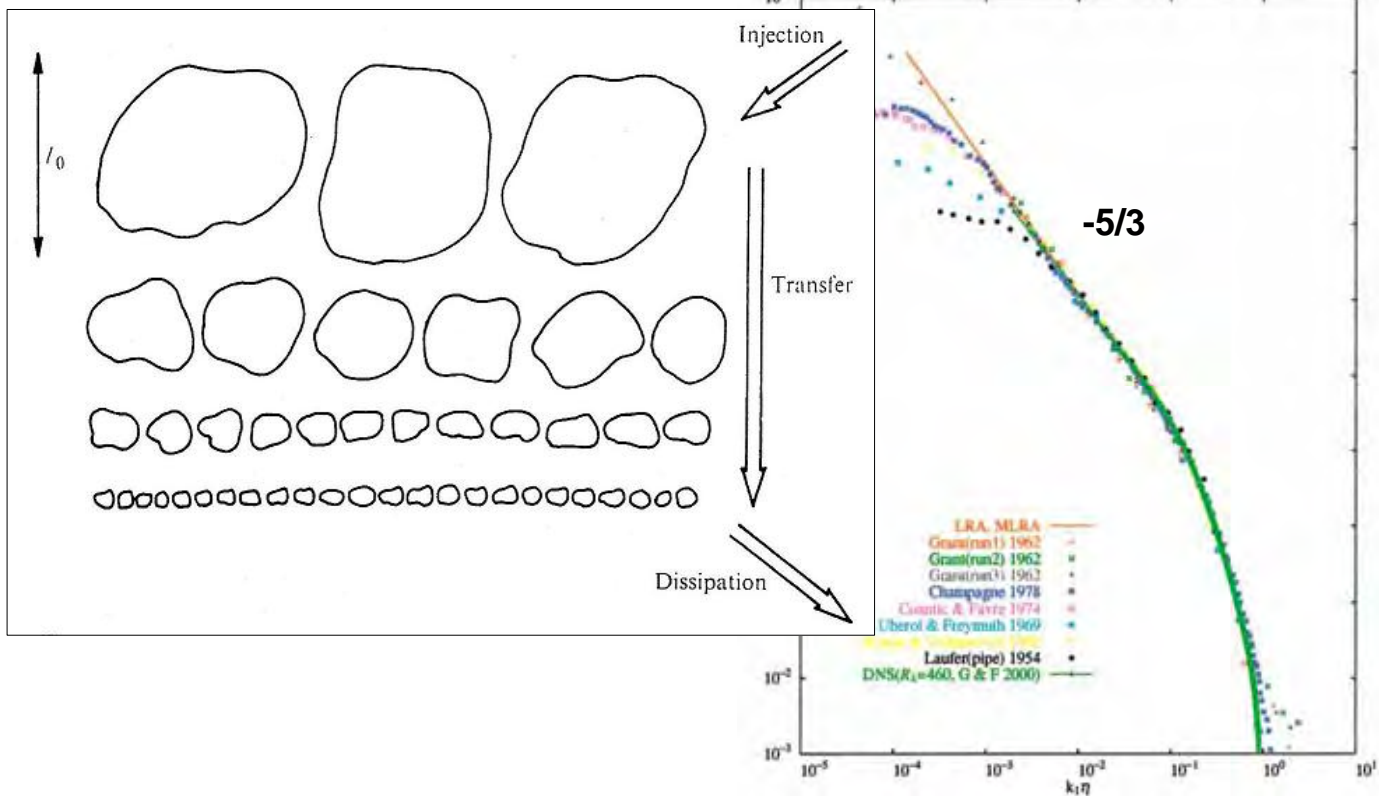 Injection
l₀
Transfer
Dissipation
-5/3
LRA, MLRA
Grant(run1) 1962
Grant(run2) 1962
Grant(run3) 1962
Champagne 1978
1974
Uberoi & Freymuth 1969
Laufer(pipe) 1954
DNS(Rλ=460, G & F 2000)
10⁻²
10⁻³
10⁻⁵ 10⁻⁴ 10⁻³ 10⁻² 10⁻¹ 10⁰ 10¹
k₁η